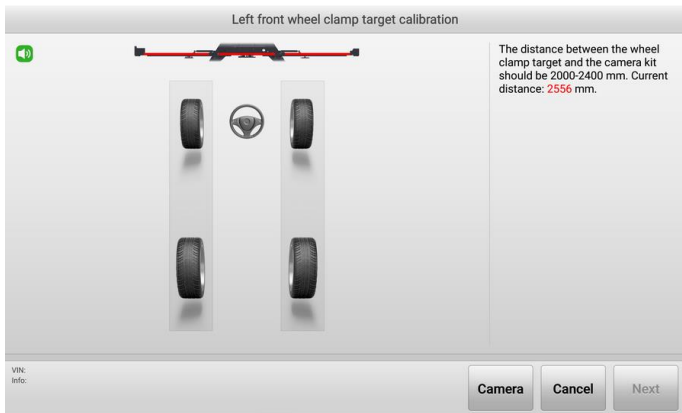 Left front wheel clamp target calibration
The distance between the wheel
clamp target and the camera kit
should be 2000-2400 mm. Current
distance: 2556 mm.
VIN:
Info:
Camera
Cancel
Next